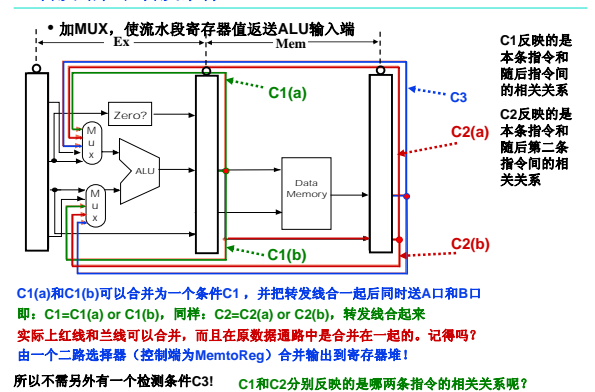 • 加MUX，使流水段寄存器值返送ALU输入端
Ex
Mem
C1反映的是
本条指令和
随后指令间
的相关关系
C2反映的是
本条指令和
随后第二条
指令间的相
关关系
C1(a)
C3
C2(a)
Zero?
M
u
x
ALU
Data
Memory
M
u
x
C1(b)
C2(b)
C1(a)和C1(b)可以合并为一个条件C1，并把转发线合一起后同时送A口和B口
即：C1=C1(a) or C1(b)，同样：C2=C2(a) or C2(b)，转发线合起来
实际上红线和兰线可以合并，而且在原数据通路中是合并在一起的。记得吗？
由一个二路选择器（控制端为MemtoReg）合并输出到寄存器堆！
所以不需另外有一个检测条件C3!
C1和C2分别反映的是哪两条指令的相关关系呢？